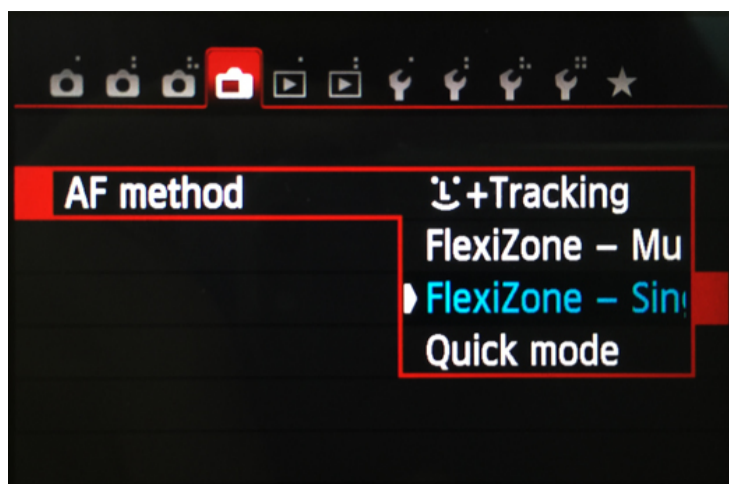 AF method
+Tracking
FlexiZone – Mu
FlexiZone – Sin
Quick mode